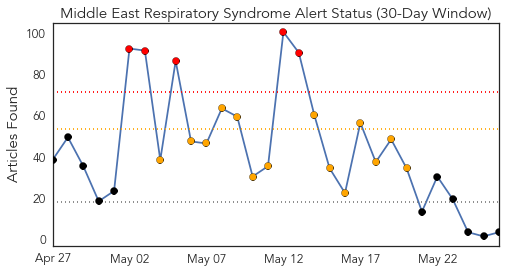 Middle East Respiratory Syndrome Alert Status (30-Day Window)
Articles Found
100
80
60
40
20
0
Apr 27 May 02 May 07 May 12 May 17 May 22